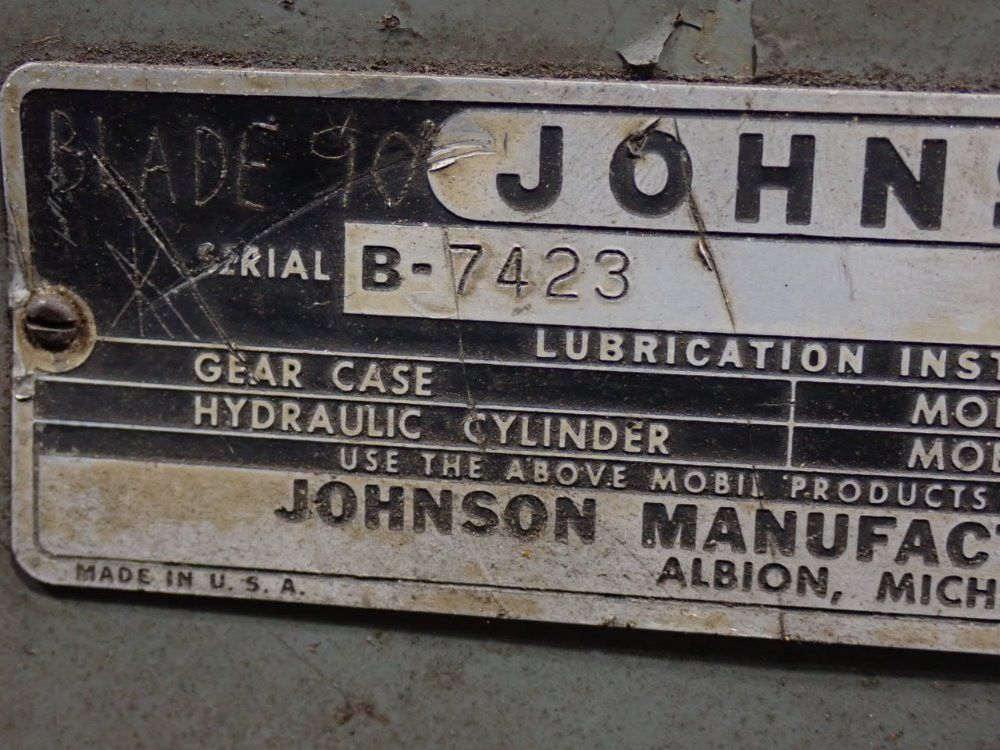 BLADE 90"
JOHNS
SERIAL B-7423
LUBRICATION INST
GEAR CASE MO
HYDRAULIC CYLINDER MO
USE THE ABOVE MOBIL PRODUCTS
JOHNSON MANUFAC
ALBION, MICH
MADE IN U.S.A.